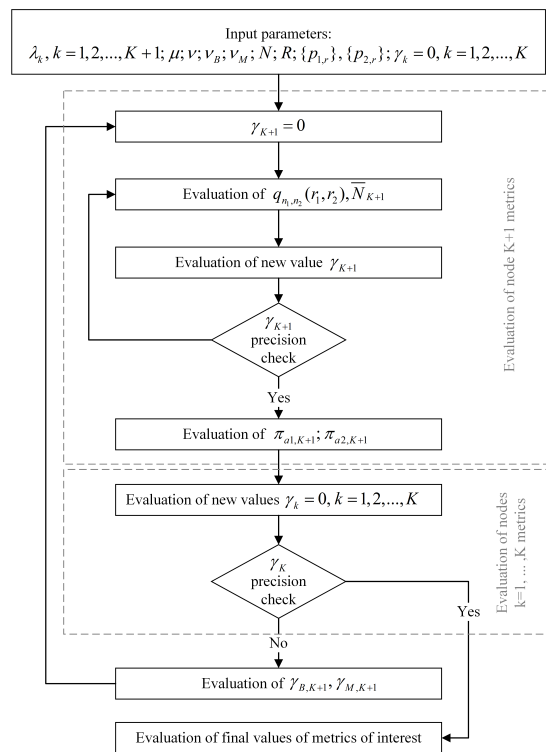 Input parameters:
λ_k, k = 1,2,...,K + 1; μ; ν; ν_B; ν_M; N; R; {p_{1,r}}, {p_{2,r}}; γ_k = 0, k = 1,2,...,K
γ_{K+1} = 0
Evaluation of q_{n_1,n_2}(r_1,r_2), N̅_{K+1}
Evaluation of new value γ_{K+1}
γ_{K+1}
precision
check
Yes
Evaluation of π_{a1,K+1}; π_{a2,K+1}
Evaluation of node K+1 metrics
Evaluation of new values γ_k = 0, k = 1,2,...,K
γ_K
precision
check
Yes
No
Evaluation of nodes
k=1, ... ,K metrics
Evaluation of γ_{B,K+1}, γ_{M,K+1}
Evaluation of final values of metrics of interest